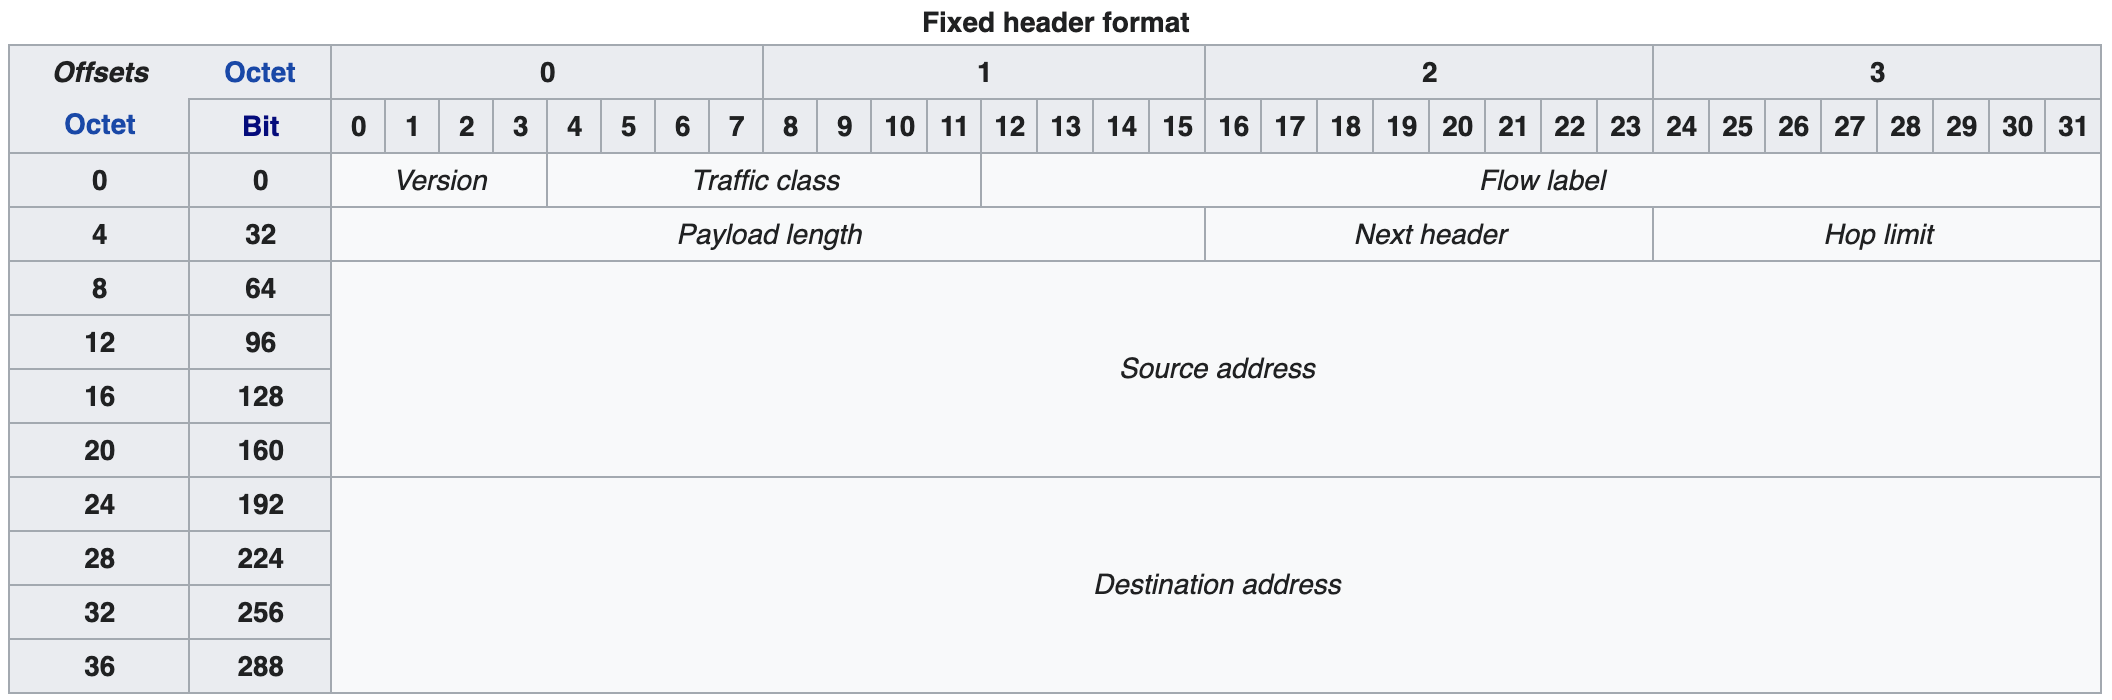 Fixed header format
Offsets Octet 0 1 2 3
Octet Bit 0 1 2 3 4 5 6 7 8 9 10 11 12 13 14 15 16 17 18 19 20 21 22 23 24 25 26 27 28 29 30 31
0 0 Version Traffic class Flow label
4 32 Payload length Next header Hop limit
8 64
12 96
Source address
16 128
20 160
24 192
28 224
Destination address
32 256
36 288